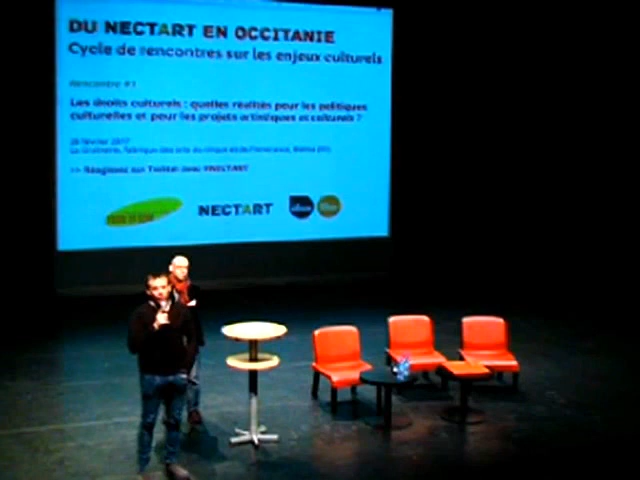 DU NECTART EN OCCITANIE
Cycle de rencontres sur les enjeux culturels
Rencontre #1
Les droits culturels : quelles réalités pour les politiques
culturelles et pour les projets artistiques et culturels ?
28 février 2017
>> Réagissez sur Twitter avec #NECTART
NECTART